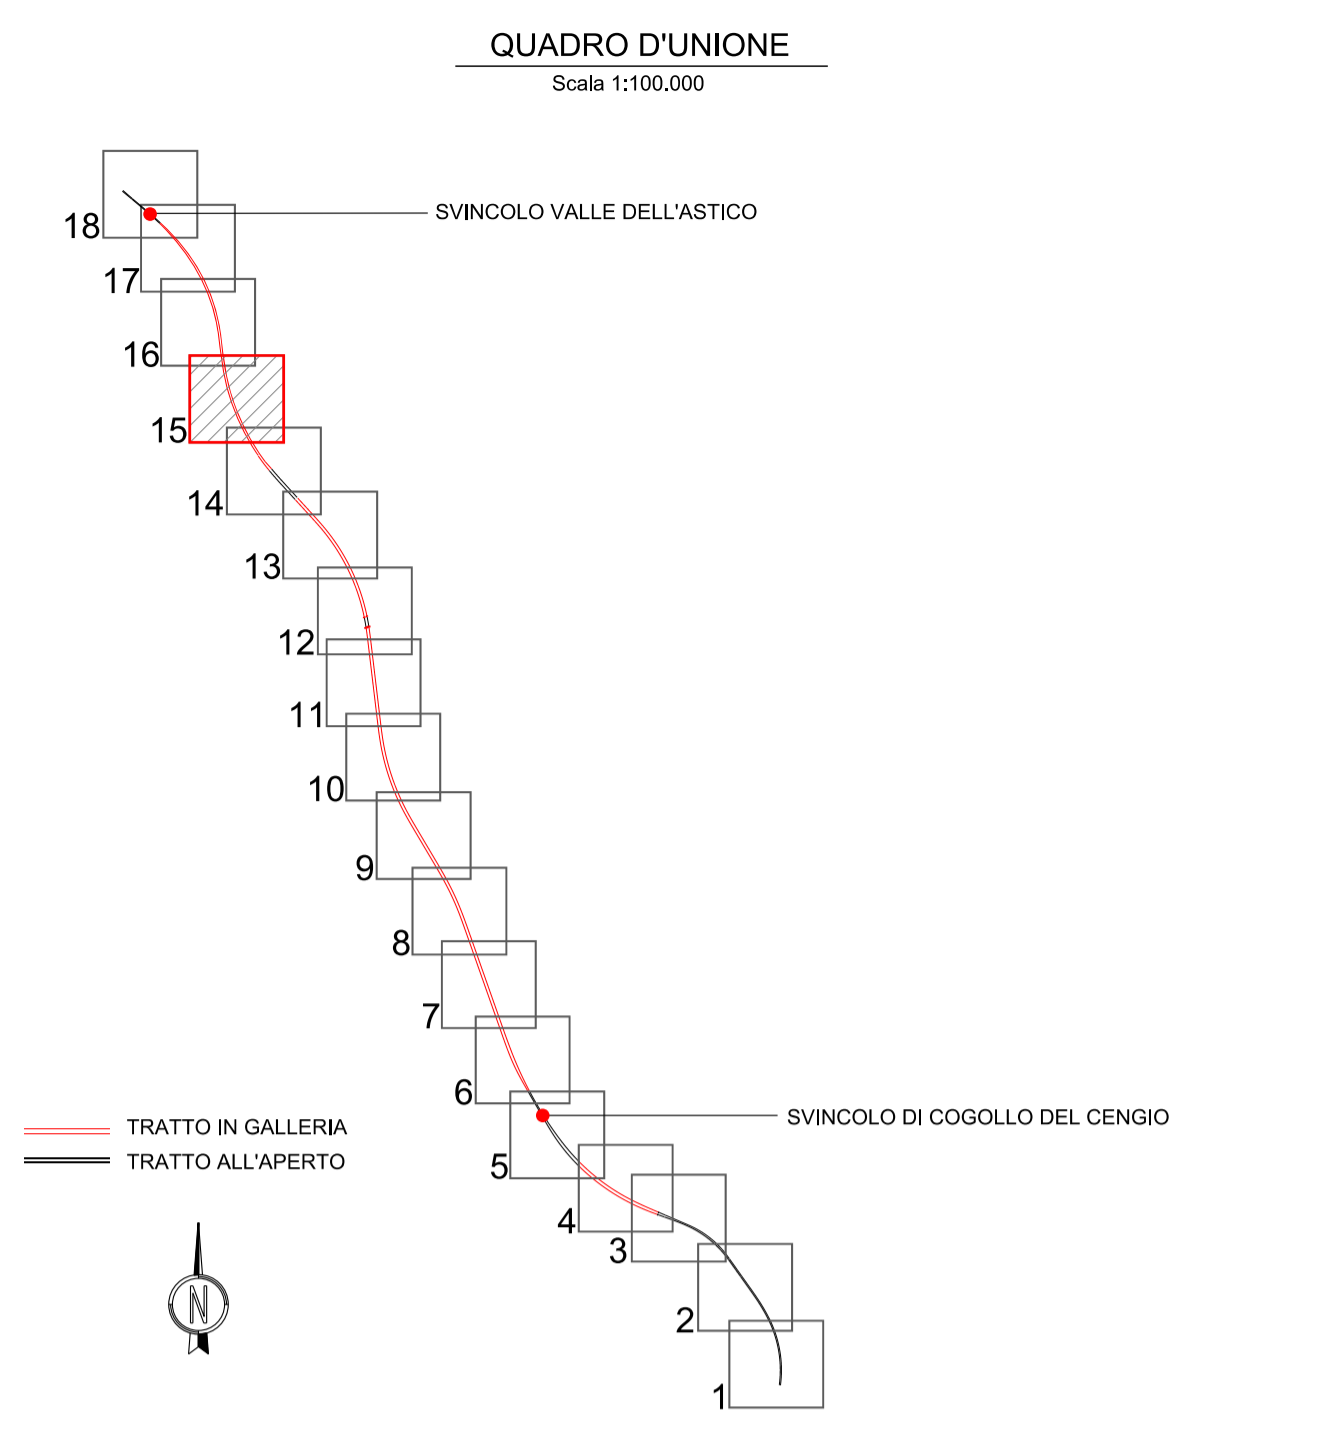 QUADRO D'UNIONE
Scala 1:100.000
SVINCOLO VALLE DELL'ASTICO
18
17
16
15
14
13
12
11
10
9
8
7
6
SVINCOLO DI COGOLLO DEL CENGIO
5
4
3
2
1
TRATTO IN GALLERIA
TRATTO ALL'APERTO
N